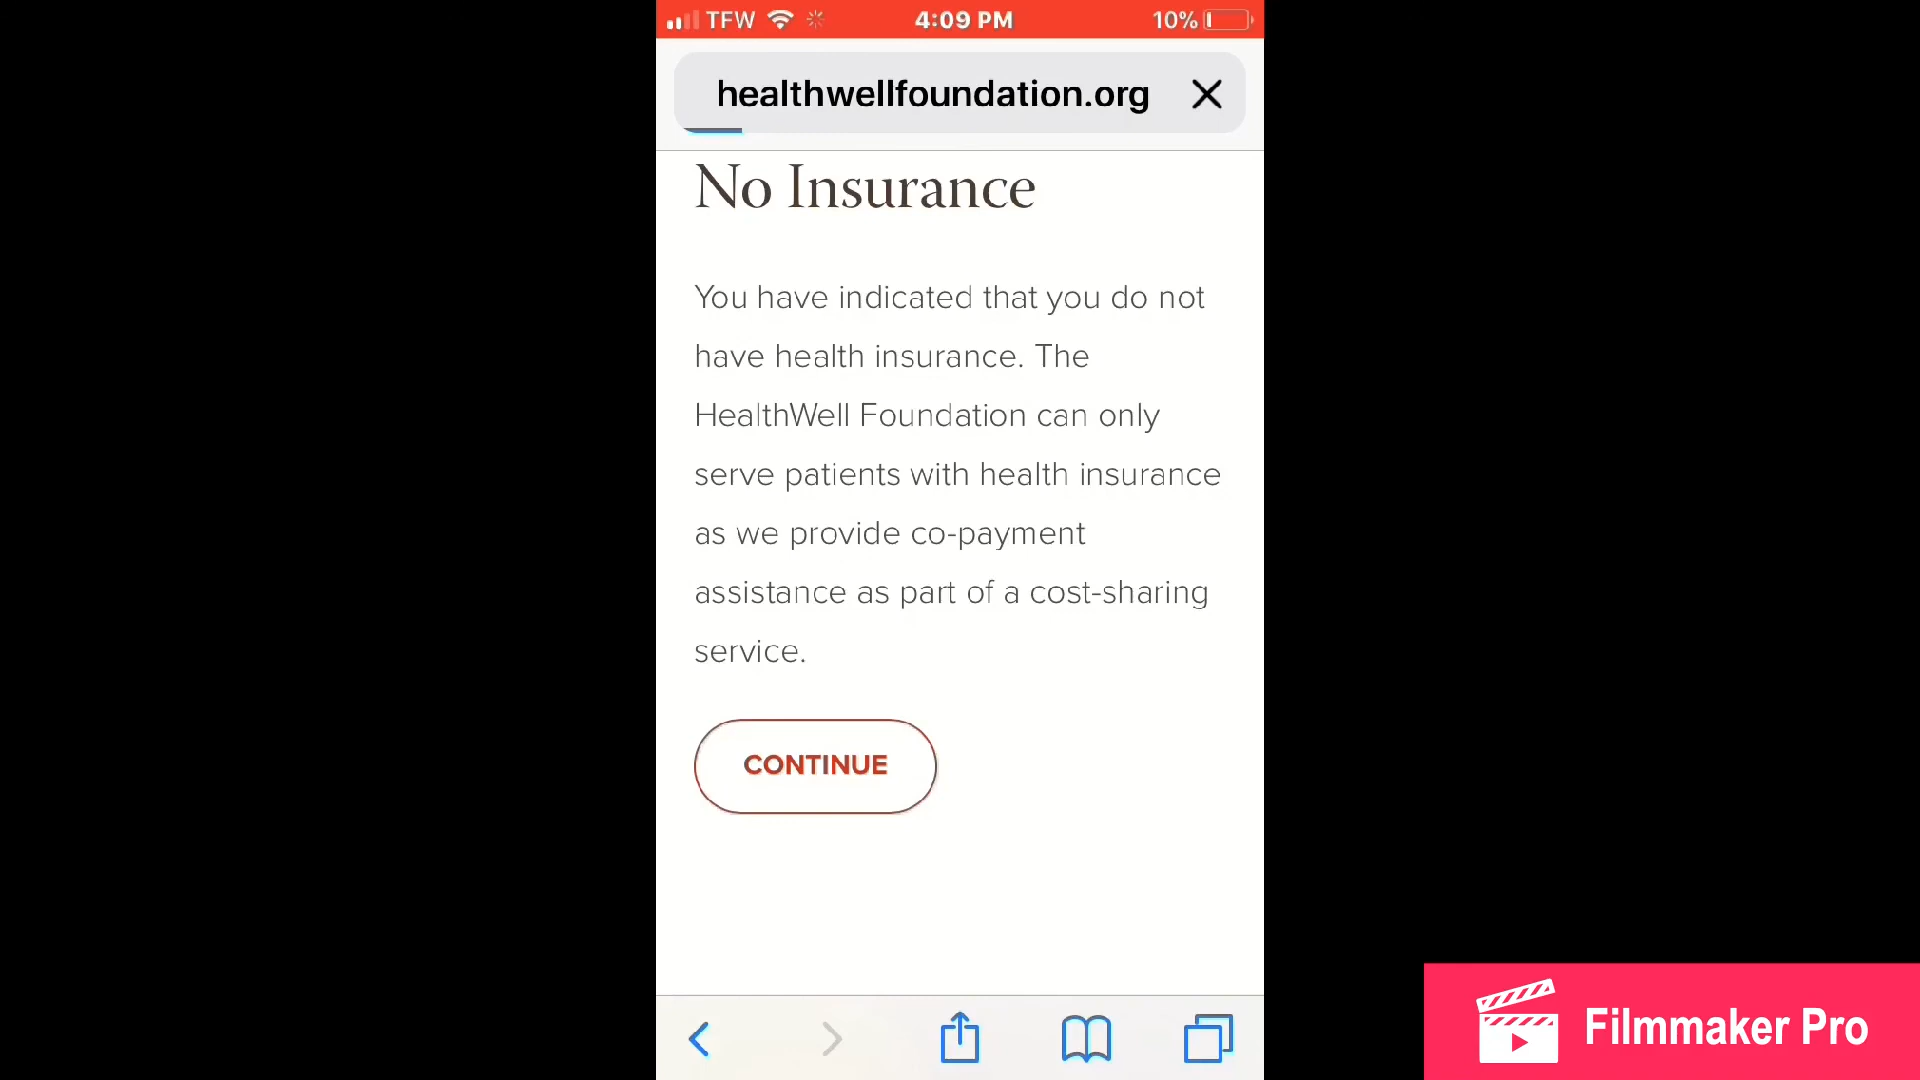 TFW 4:09 PM 10%
healthwellfoundation.org
No Insurance
You have indicated that you do not
have health insurance. The
HealthWell Foundation can only
serve patients with health insurance
as we provide co-payment
assistance as part of a cost-sharing
service.
CONTINUE
Filmmaker Pro